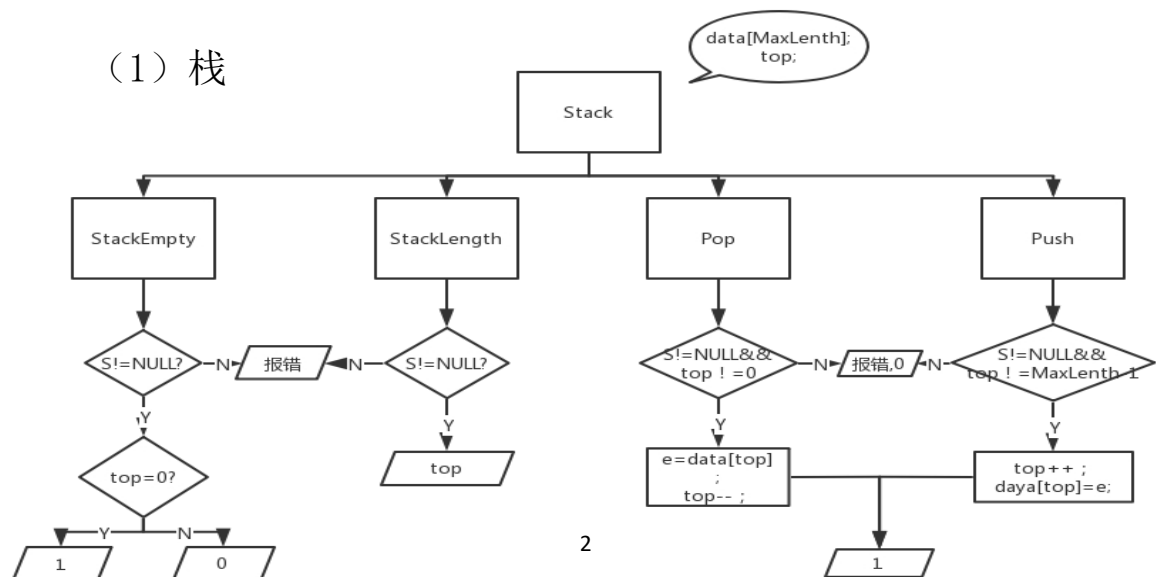 （1）栈
data[MaxLenth];
top;
Stack
StackEmpty
StackLength
Pop
Push
S!=NULL?
N
报错
N
S!=NULL?
S!=NULL&&
top！=0
N
报错,0
N
S!=NULL&&
top！=MaxLenth-1
Y
Y
Y
Y
top=0?
top
e=data[top]
;
top-- ;
top++ ;
daya[top]=e;
Y
N
1
0
2
1